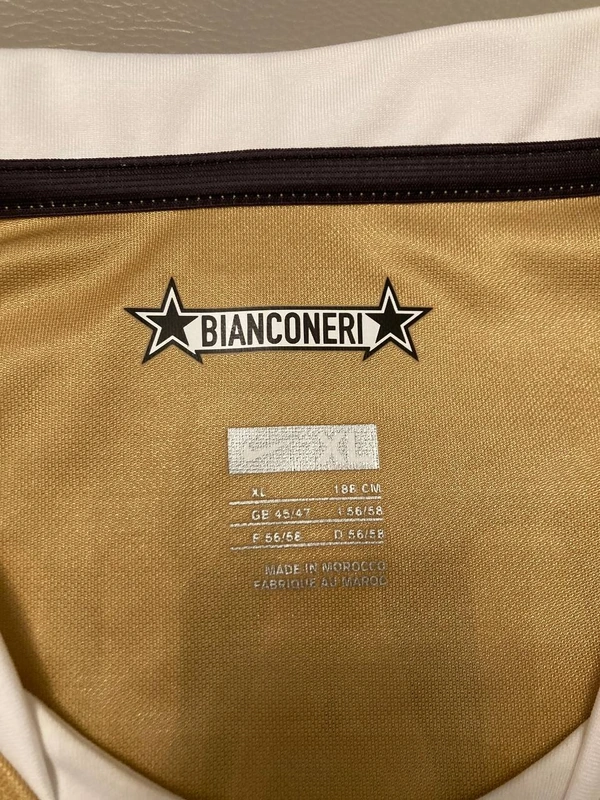 BIANCONERI
XL
XL 188 CM
GB 45/47 I 56/58
F 56/58 D 56/58
MADE IN MOROCCO
FABRIQUE AU MAROC